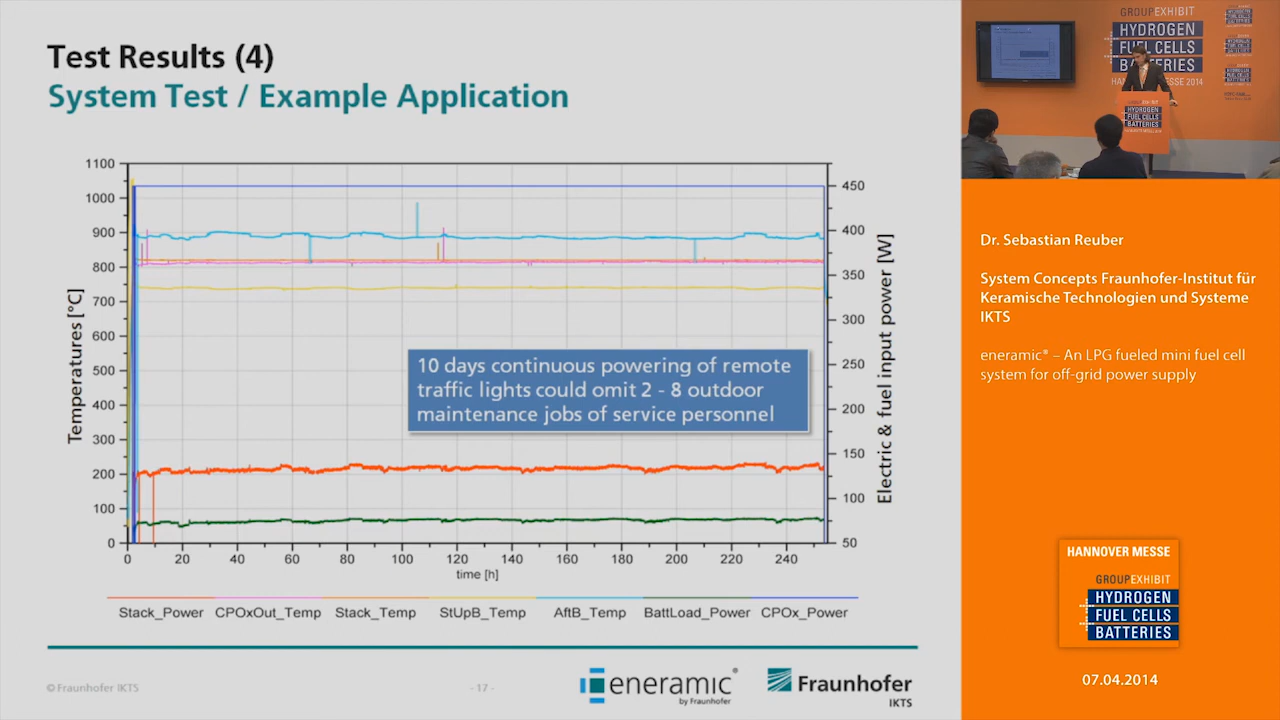 Test Results (4)
System Test / Example Application
1100
1000
900
800
700
600
500
400
300
200
100
0
Temperatures [°C]
450
400
350
300
250
200
150
100
50
Electric & fuel input power [W]
10 days continuous powering of remote
traffic lights could omit 2 - 8 outdoor
maintenance jobs of service personnel
0 20 40 60 80 100 120 140 160 180 200 220 240
time [h]
Stack_Power CPOxOut_Temp Stack_Temp StUpB_Temp AftB_Temp BattLoad_Power CPOx_Power
© Fraunhofer IKTS
- 17 -
eneramic®
by Fraunhofer
Fraunhofer
IKTS
GROUPEXHIBIT
HYDROGEN
FUEL CELLS
BATTERIES
HANNOVER MESSE 2014
HYDROGEN
FUEL CELLS
BATTERIES
Dr. Sebastian Reuber
System Concepts Fraunhofer-Institut für
Keramische Technologien und Systeme
IKTS
eneramic® – An LPG fueled mini fuel cell
system for off-grid power supply
HANNOVER MESSE
GROUPEXHIBIT
HYDROGEN
FUEL CELLS
BATTERIES
07.04.2014